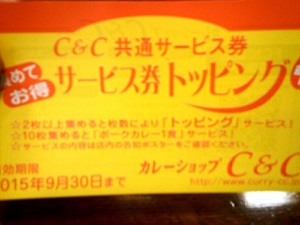 C&C 共通サービス券
めて
お得
サービス券トッピング
☆2枚以上集めると枚数により「トッピング」サービス!
☆10枚集めると「ポークカレー1食」サービス!
☆サービスの内容は店内の告知ポスターをご確認ください。
効期限
015年9月30日まで
カレーショップ C&C
http://www.curry-cc.